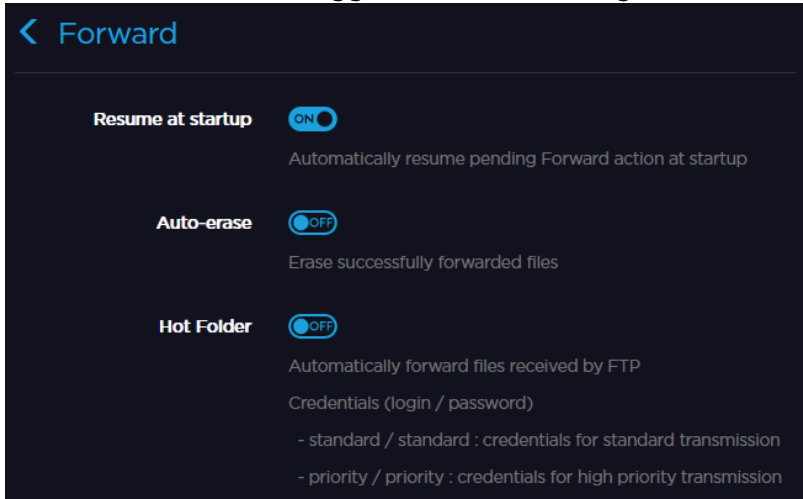 Forward
Resume at startup ON
Automatically resume pending Forward action at startup
Auto-erase OFF
Erase successfully forwarded files
Hot Folder OFF
Automatically forward files received by FTP
Credentials (login / password)
- standard / standard : credentials for standard transmission
- priority / priority : credentials for high priority transmission